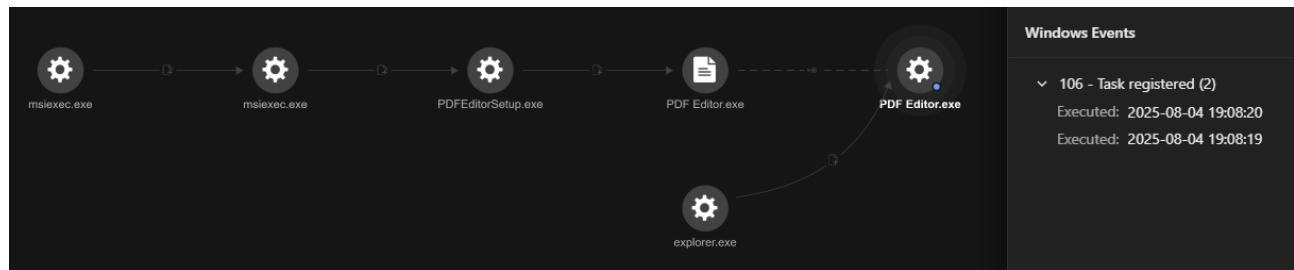 Windows Events
106 - Task registered (2)
Executed: 2025-08-04 19:08:20
Executed: 2025-08-04 19:08:19
msiexec.exe
msiexec.exe
PDFEditorSetup.exe
PDF Editor.exe
PDF Editor.exe
explorer.exe